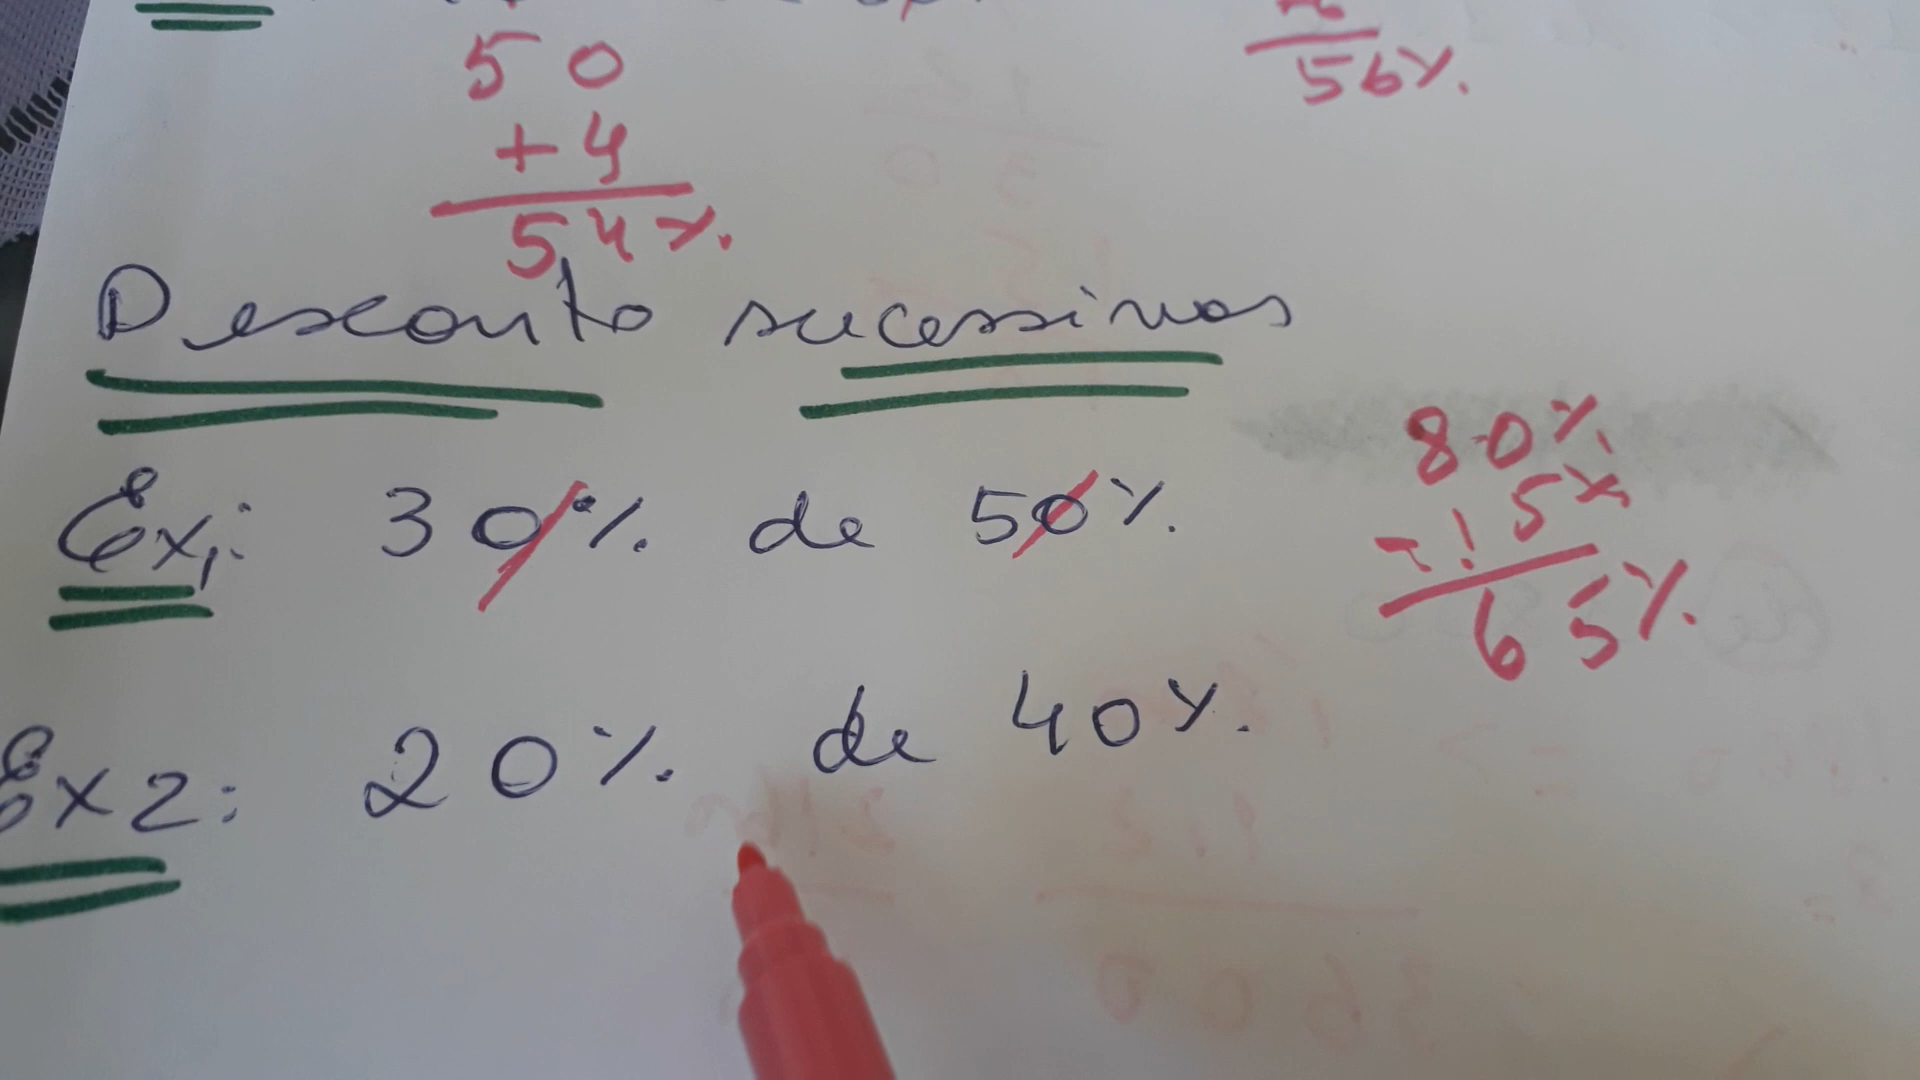 50
+ 4
54%
56%
Desconto sucessivos
Ex1: 30% de 50%
80%
- 15%
65%
Ex2: 20% de 40%